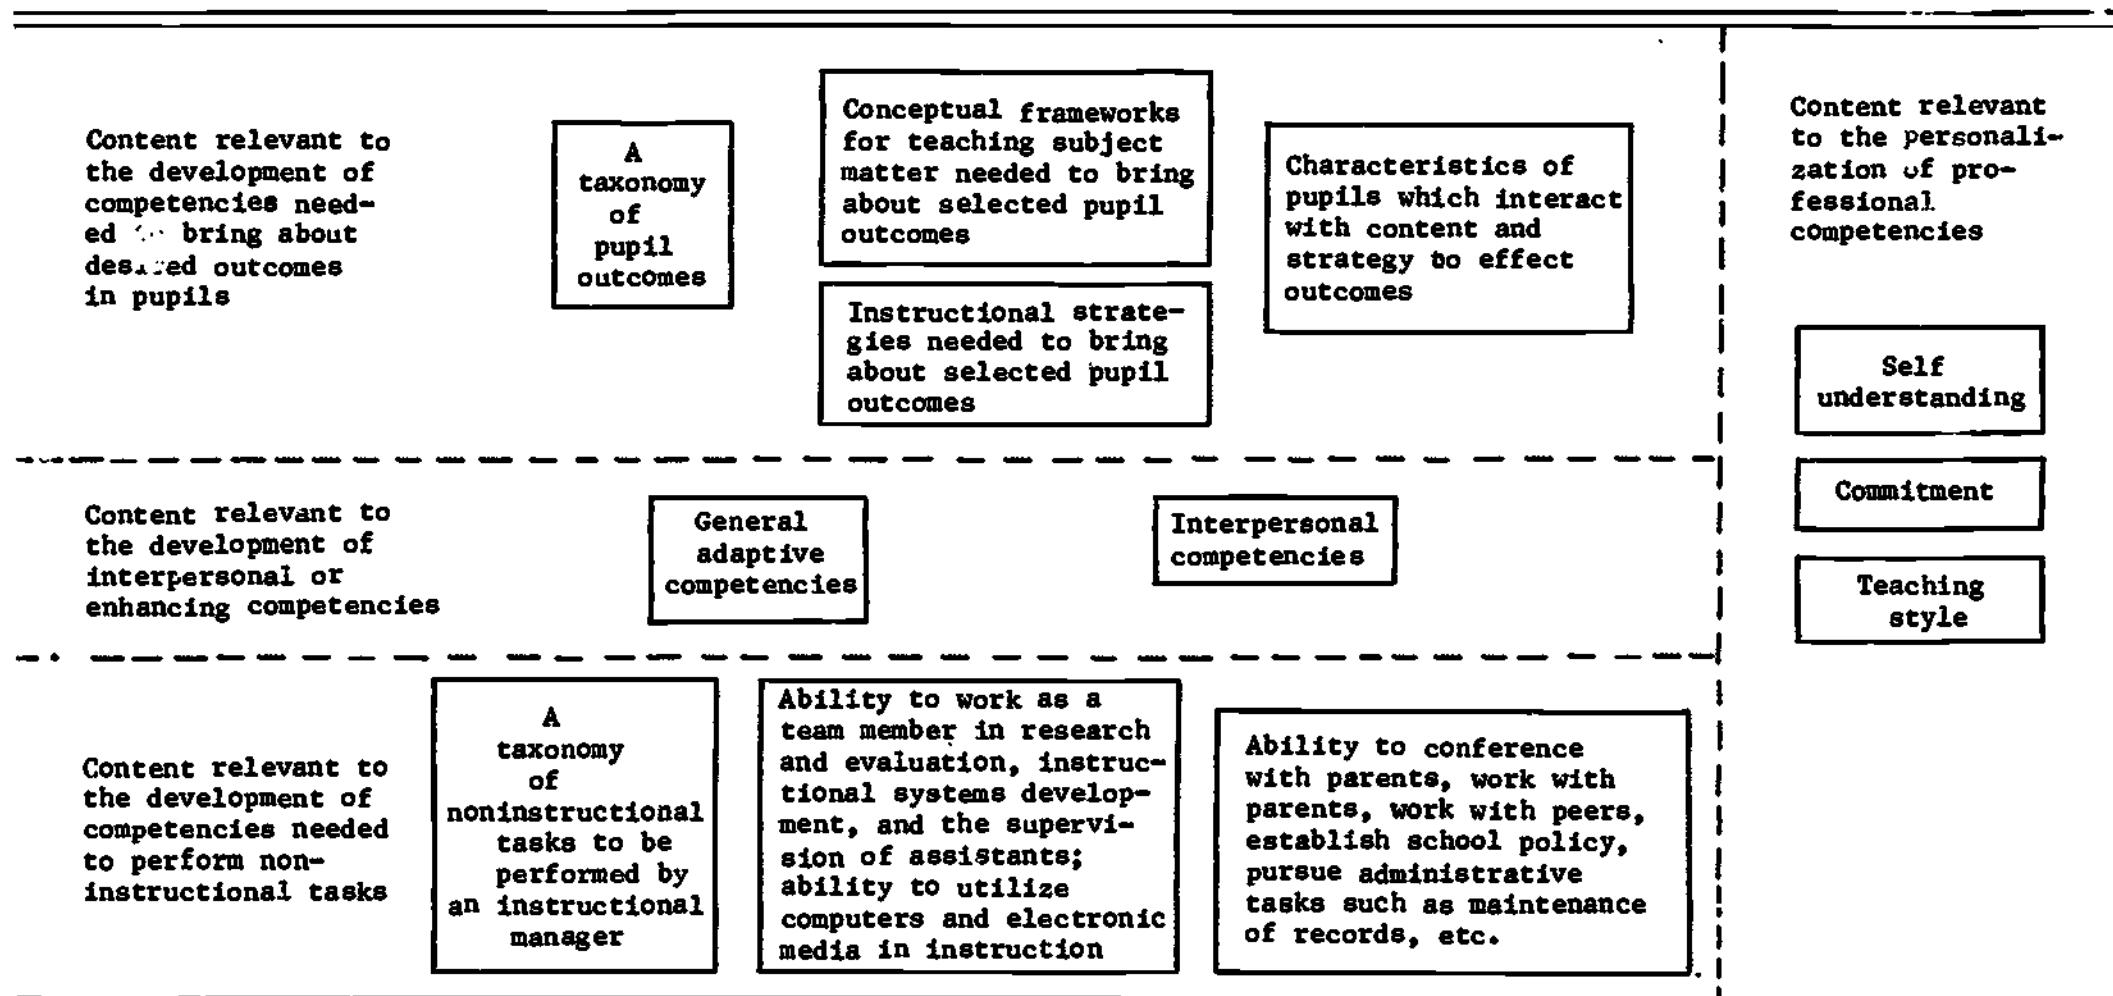 Content relevant to
the development of
competencies need-
ed bring about
desired outcomes
in pupils
A
taxonomy
of
pupil
outcomes
Conceptual frameworks
for teaching subject
matter needed to bring
about selected pupil
outcomes
Instructional strate-
gies needed to bring
about selected pupil
outcomes
Characteristics of
pupils which interact
with content and
strategy to effect
outcomes
Content relevant to
the development of
interpersonal or
enhancing competencies
General
adaptive
competencies
Interpersonal
competencies
Content relevant to
the development of
competencies needed
to perform non-
instructional tasks
A
taxonomy
of
noninstructional
tasks to be
performed by
an instructional
manager
Ability to work as a
team member in research
and evaluation, instruc-
tional systems develop-
ment, and the supervi-
sion of assistants;
ability to utilize
computers and electronic
media in instruction
Ability to conference
with parents, work with
parents, work with peers,
establish school policy,
pursue administrative
tasks such as maintenance
of records, etc.
Content relevant
to the personali-
zation of pro-
fessional
competencies
Self
understanding
Commitment
Teaching
style